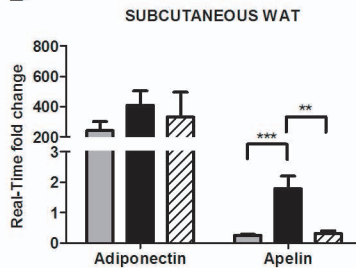 SUBCUTANEOUS WAT
Real-Time fold change
800
600
400
200
3
2
1
0
***
**
Adiponectin
Apelin